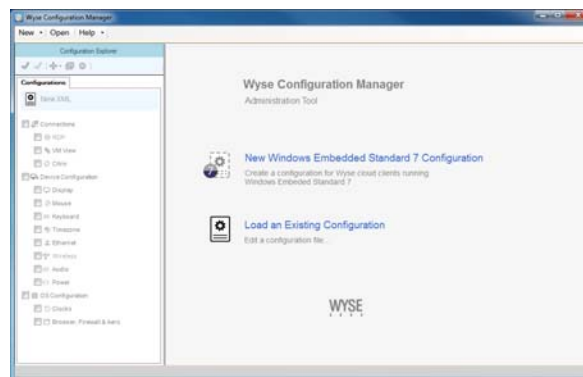 Wyse Configuration Manager
New Open Help
Configuration Explorer
Configurations
New XML
Connections
RDP
VM View
Citrix
Device Configuration
Display
Mouse
Keyboard
Timezone
Ethernet
Wireless
Audio
Power
OS Configuration
Clocks
Browser, Firewall & Aero
Wyse Configuration Manager
Administration Tool
New Windows Embedded Standard 7 Configuration
Create a configuration for Wyse cloud clients running
Windows Embeded Standard 7
Load an Existing Configuration
Edit a configuration file...
WYSE